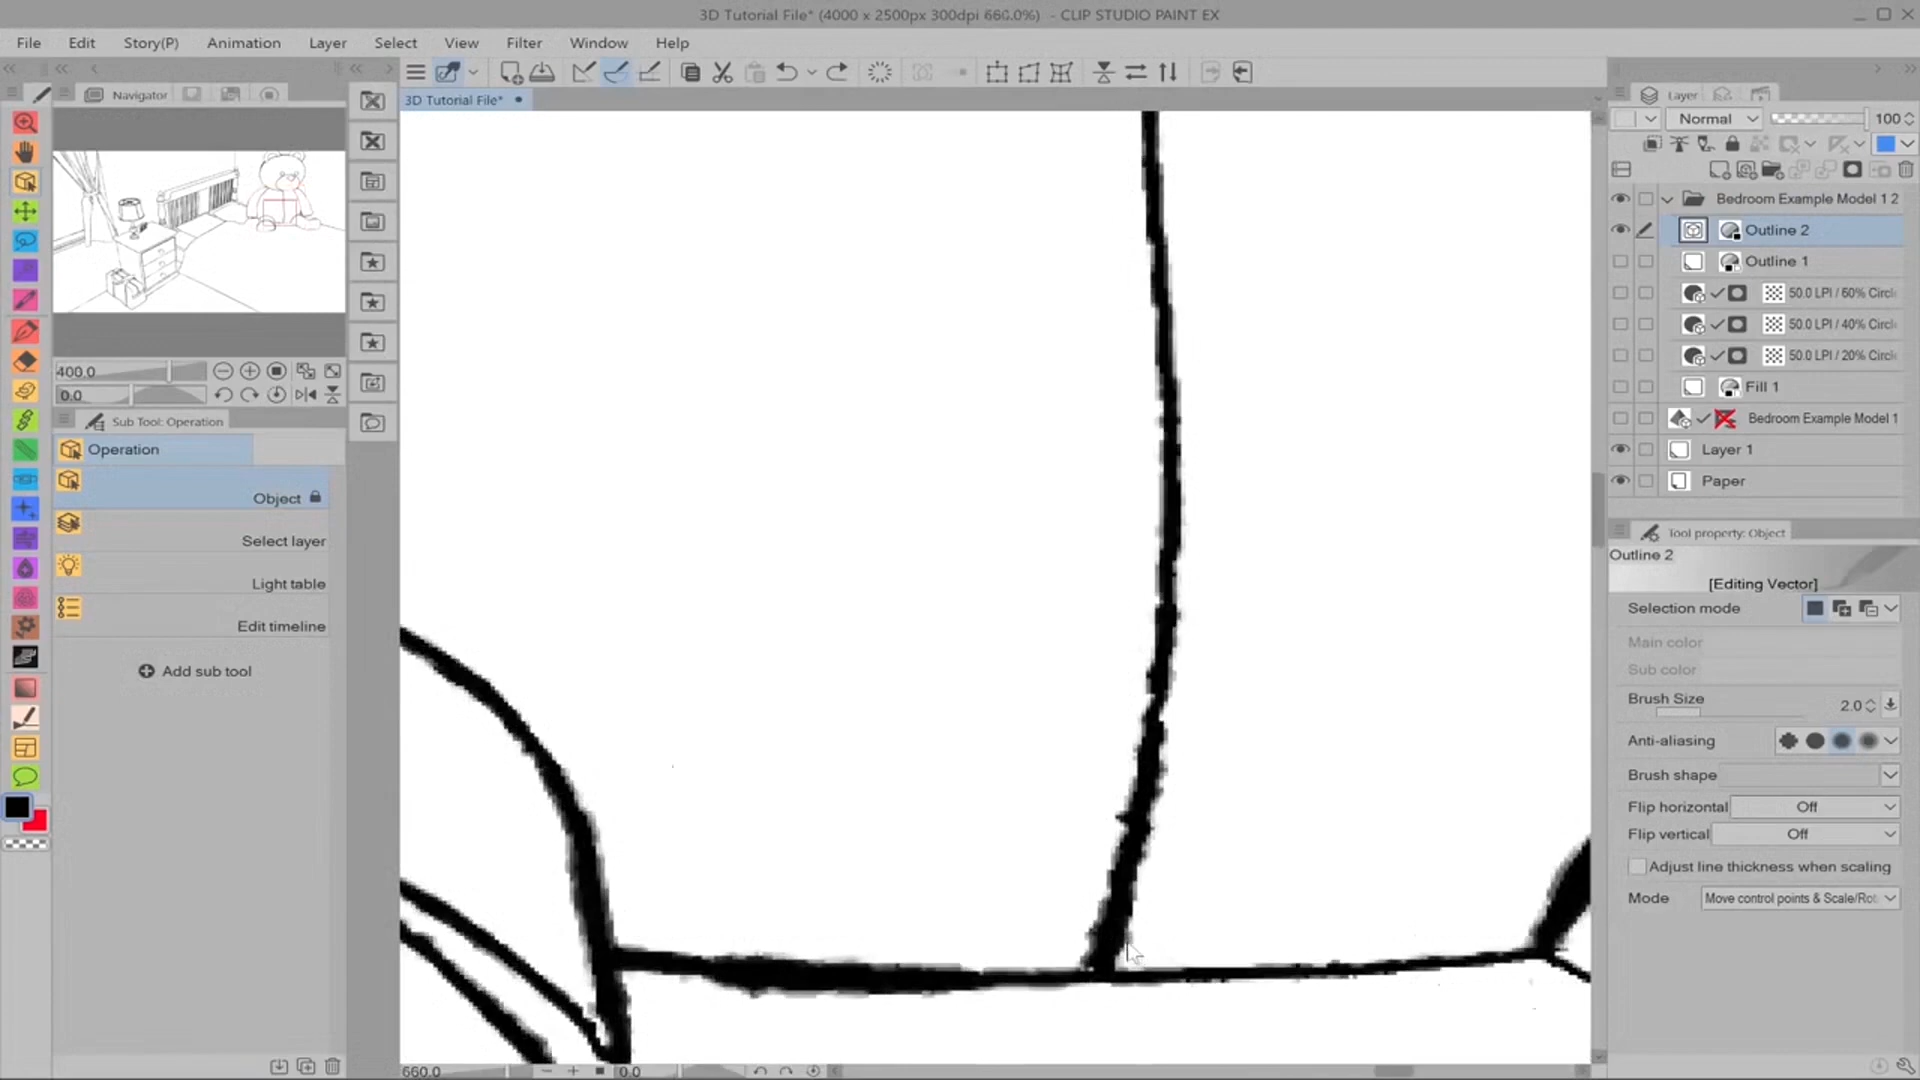 3D Tutorial File* (4000 x 2500px 300dpi 660.0%) - CLIP STUDIO PAINT EX
File Edit Story(P) Animation Layer Select View Filter Window Help
Navigator
3D Tutorial File*
Layer
Normal
100
Bedroom Example Model 1 2
Outline 2
Outline 1
50.0 LPI / 60% Circl
50.0 LPI / 40% Circl
50.0 LPI / 20% Circl
Fill 1
Bedroom Example Model 1
Layer 1
Paper
400.0
0.0
Sub Tool: Operation
Operation
Object
Select layer
Light table
Edit timeline
Add sub tool
Tool property: Object
Outline 2
[Editing Vector]
Selection mode
Main color
Sub color
Brush Size
2.0
Anti-aliasing
Brush shape
Flip horizontal Off
Flip vertical Off
Adjust line thickness when scaling
Mode Move control points & Scale/Rot
660.0
0.0